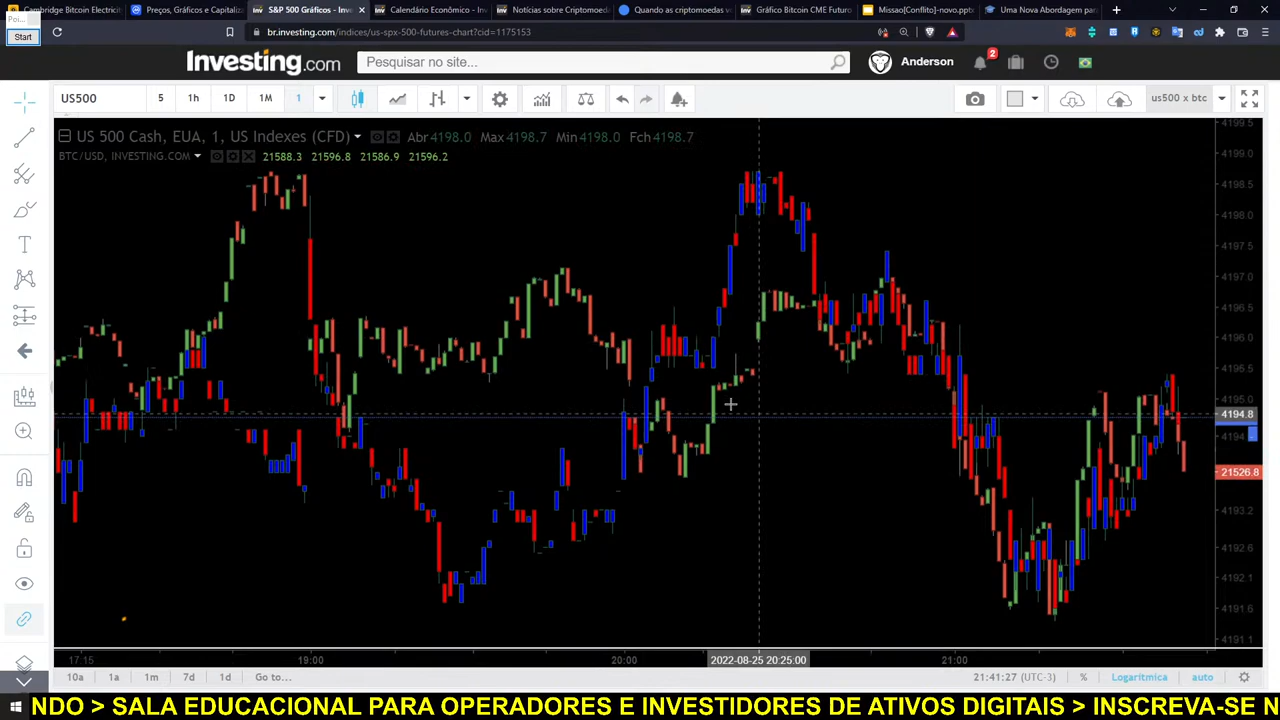 Cambridge Bitcoin Electricit
Preços, Gráficos e Capitaliz
S&P 500 Gráficos - Inve
Calendário Econômico - Inv
Notícias sobre Criptomoed
Quando as criptomoedas v
Gráfico Bitcoin CME Futuro
Missao[Conflito]-novo.pptx
Uma Nova Abordagem par
Poi...
Start
br.investing.com/indices/us-spx-500-futures-chart?cid=1175153
Investing.com
Pesquisar no site...
Anderson
2
US500
5
1h
1D
1M
1
us500 x btc
US 500 Cash, EUA, 1, US Indexes (CFD)
Abr 4198.0 Max 4198.7 Min 4198.0 Fch 4198.7
BTC/USD, INVESTING.COM
21588.3 21596.8 21586.9 21596.2
4199.5
4199.0
4198.5
4198.0
4197.5
4197.0
4196.5
4196.0
4195.5
4195.0
4194.8
4194
21526.8
4193.2
4192.6
4192.1
4191.6
4191.1
17:15
19:00
20:00
2022-08-25 20:25:00
21:00
10a
1a
1m
7d
1d
Go to...
21:41:27 (UTC-3)
%
Logarítmica
auto
NDO > SALA EDUCACIONAL PARA OPERADORES E INVESTIDORES DE ATIVOS DIGITAIS > INSCREVA-SE N